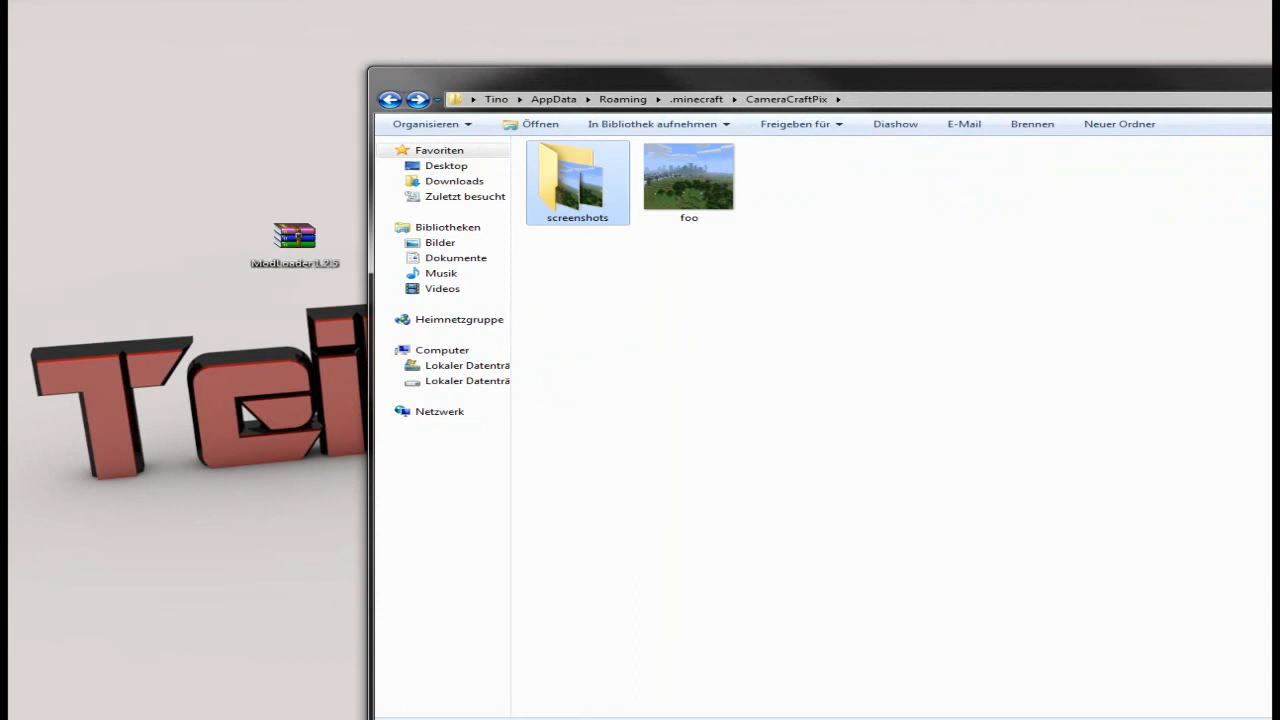 Tino ▸ AppData ▸ Roaming ▸ .minecraft ▸ CameraCraftPix ▸
Organisieren Öffnen In Bibliothek aufnehmen Freigeben für Diashow E-Mail Brennen Neuer Ordner
Favoriten
Desktop
Downloads
Zuletzt besucht
Bibliotheken
Bilder
Dokumente
Musik
Videos
Heimnetzgruppe
Computer
Lokaler Datenträ
Lokaler Datenträ
Netzwerk
screenshots
foo
ModLoader 1.2.5